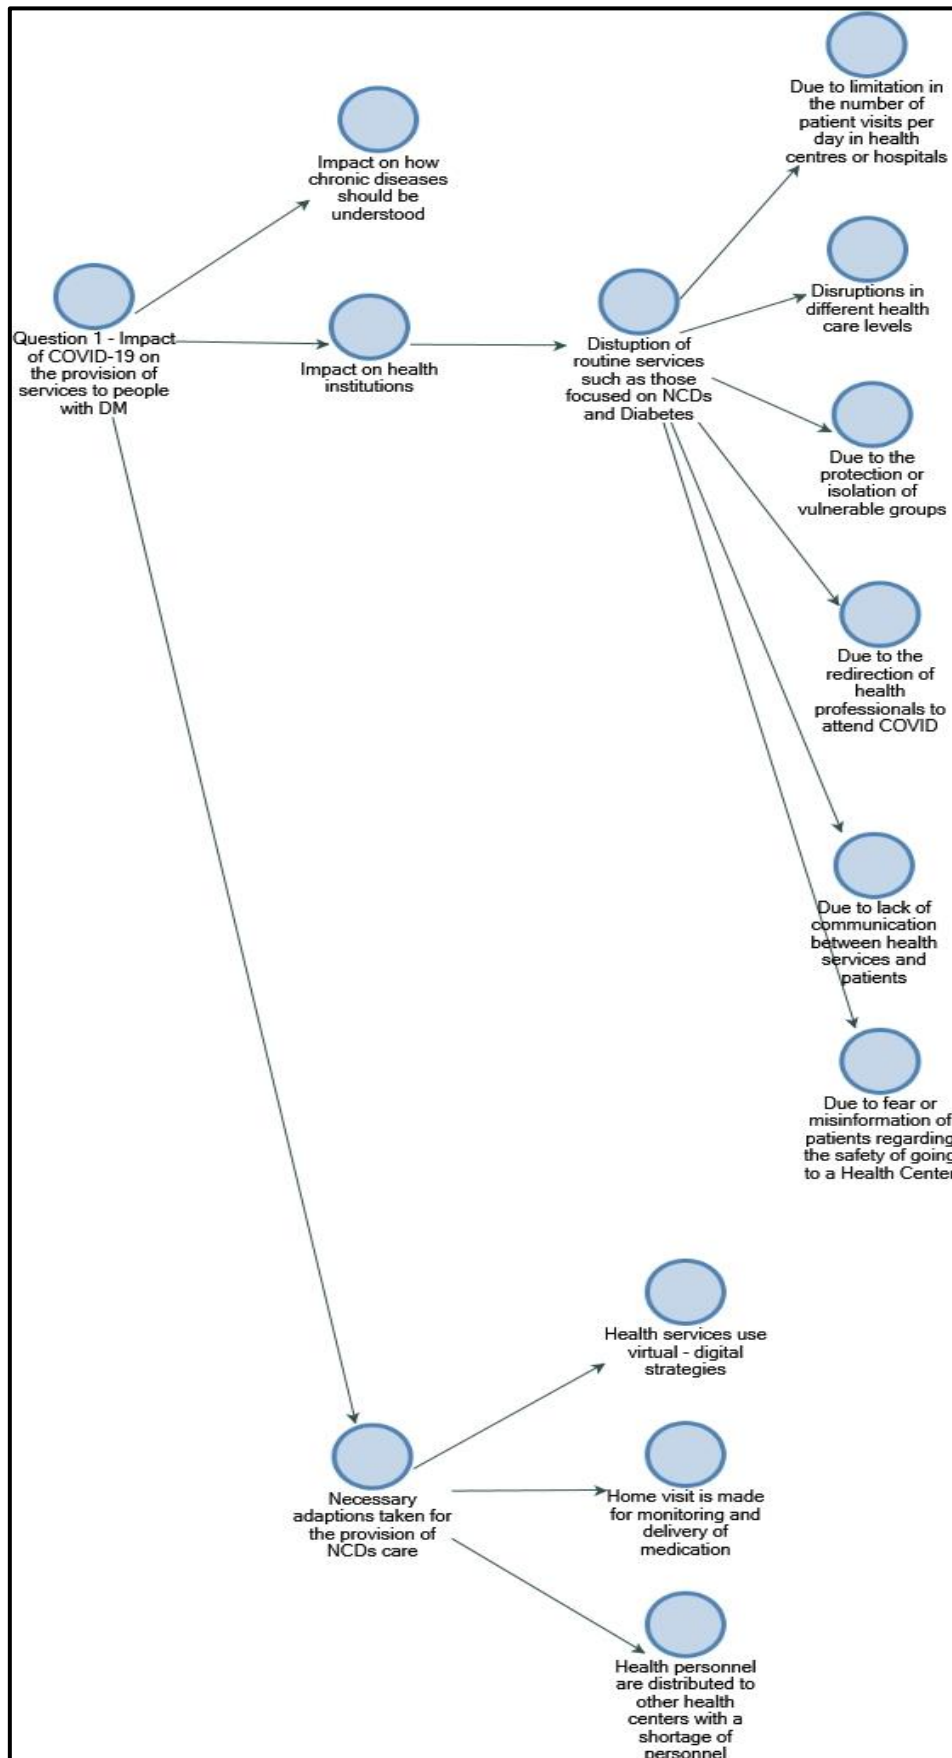 Due to limitation in
the number of
patient visits per
day in health
centres or hospitals
Impact on how
chronic diseases
should be
understood
Disruptions in
different health
care levels
Question 1 - Impact
of COVID-19 on
the provision of
services to people
with DM
Impact on health
institutions
Distuption of
routine services
such as those
focused on NCDs
and Diabetes
Due to the
protection or
isolation of
vulnerable groups
Due to the
redirection of
health
professionals to
attend COVID
Due to lack of
communication
between health
services and
patients
Due to fear or
misinformation of
patients regarding
the safety of going
to a Health Center
Health services use
virtual - digital
strategies
Necessary
adaptions taken for
the provision of
NCDs care
Home visit is made
for monitoring and
delivery of
medication
Health personnel
are distributed to
other health
centers with a
shortage of
personnel